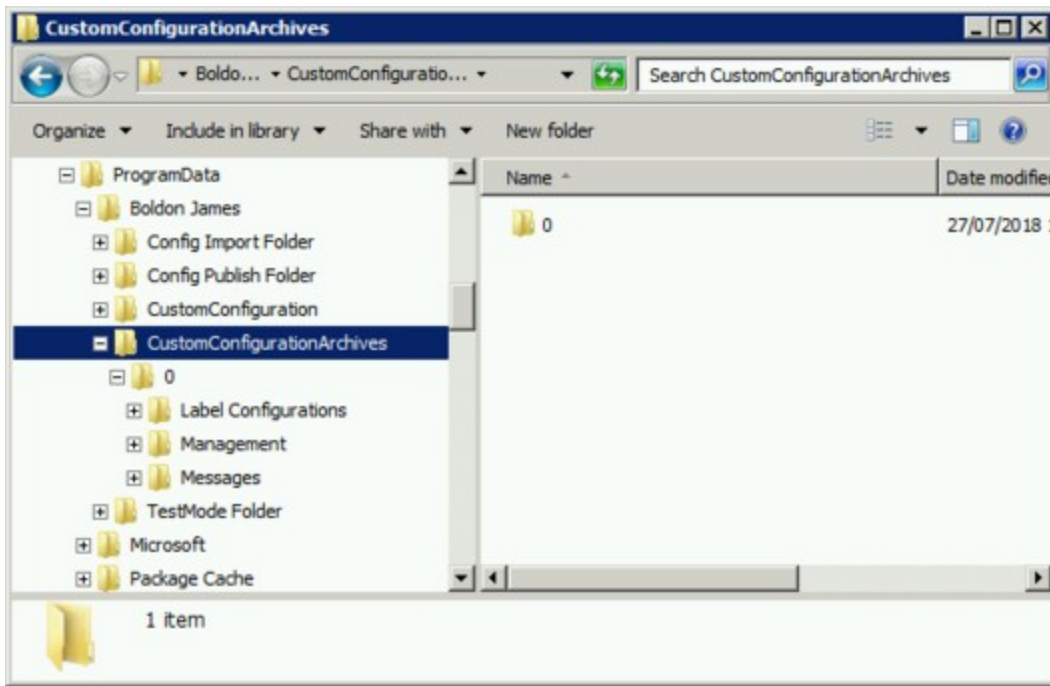 CustomConfigurationArchives
Boldo... CustomConfiguratio... Search CustomConfigurationArchives
Organize Include in library Share with New folder
Name Date modifie
ProgramData
Boldon James
Config Import Folder
Config Publish Folder
CustomConfiguration
CustomConfigurationArchives
0
Label Configurations
Management
Messages
TestMode Folder
Microsoft
Package Cache
0 27/07/2018
1 item